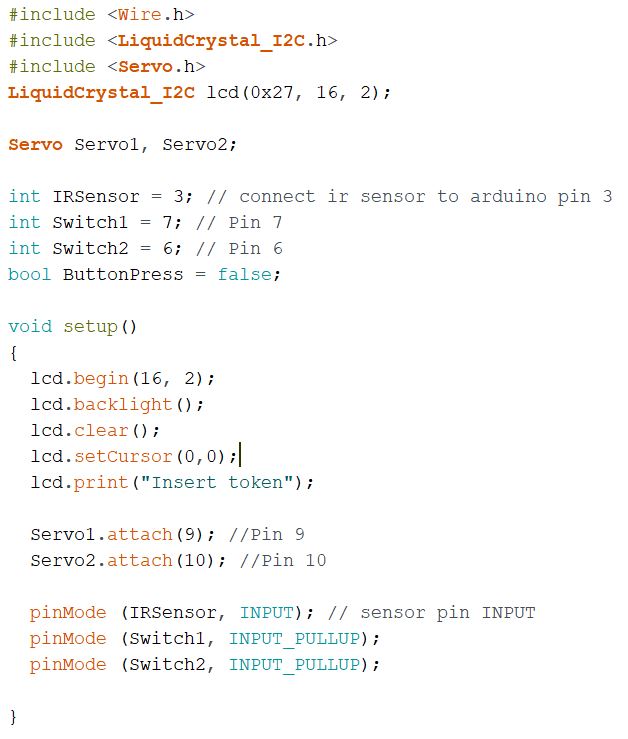 #include <Wire.h>
#include <LiquidCrystal_I2C.h>
#include <Servo.h>
LiquidCrystal_I2C lcd(0x27, 16, 2);
Servo Servo1, Servo2;
int IRSensor = 3; // connect ir sensor to arduino pin 3
int Switch1 = 7; // Pin 7
int Switch2 = 6; // Pin 6
bool ButtonPress = false;
void setup()
{
  lcd.begin(16, 2);
  lcd.backlight();
  lcd.clear();
  lcd.setCursor(0,0);
  lcd.print("Insert token");
  Servo1.attach(9); //Pin 9
  Servo2.attach(10); //Pin 10
  pinMode (IRSensor, INPUT); // sensor pin INPUT
  pinMode (Switch1, INPUT_PULLUP);
  pinMode (Switch2, INPUT_PULLUP);
}